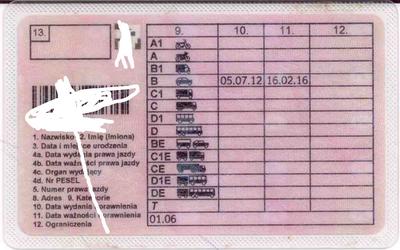 13.
9. 10. 11. 12.
A1
A
B1
B 05.07.12 16.02.16
C1
C
D1
D
BE
C1E
CE
D1E
DE
T
01.06
1. Nazwisko 2. Imię (Imiona)
3. Data i miejsce urodzenia
4a. Data wydania prawa jazdy
4b. Data ważności prawa jazdy
4c. Organ wydający
4d. Nr PESEL
5. Numer prawa jazdy
8. Adres 9. Kategorie
10. Data wydania uprawnienia
11. Data ważności uprawnienia
12. Ograniczenia